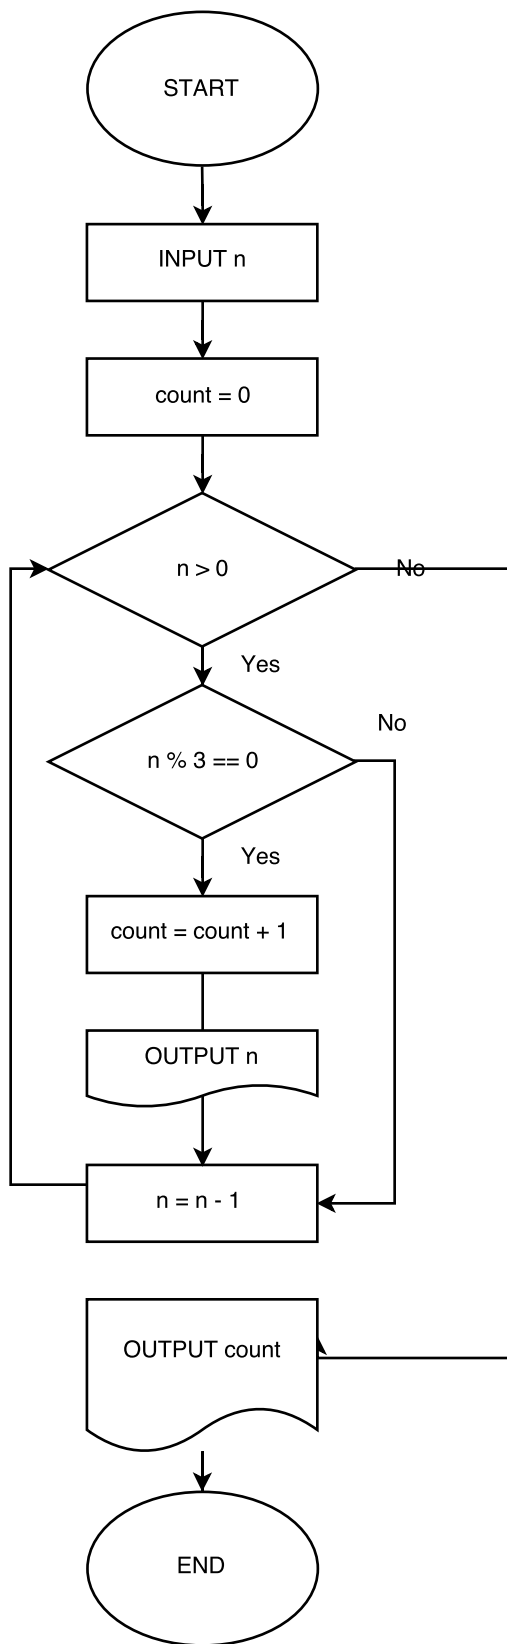 START
INPUT n
count = 0
n > 0
No
Yes
No
n % 3 == 0
Yes
count = count + 1
OUTPUT n
n = n - 1
OUTPUT count
END